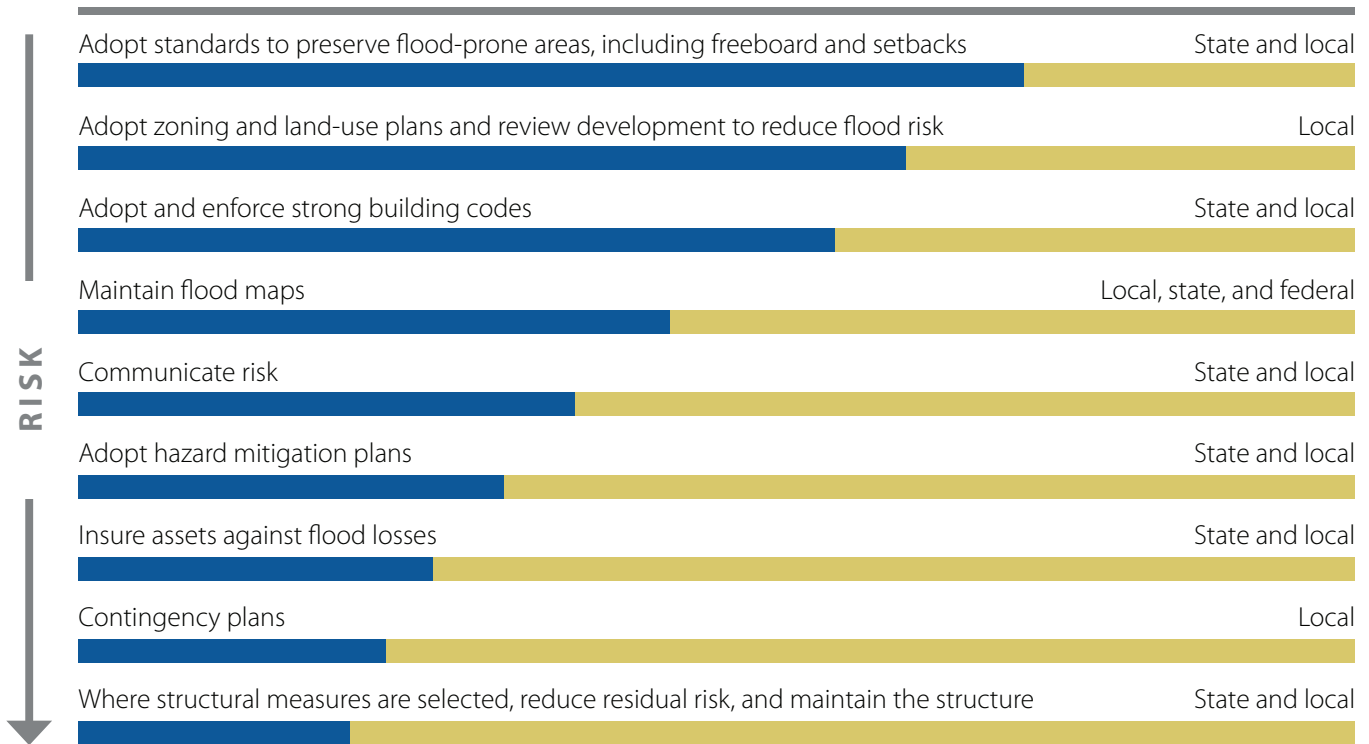 Adopt standards to preserve flood-prone areas, including freeboard and setbacks State and local
Adopt zoning and land-use plans and review development to reduce flood risk Local
Adopt and enforce strong building codes State and local
Maintain flood maps Local, state, and federal
RISK
Communicate risk State and local
Adopt hazard mitigation plans State and local
Insure assets against flood losses State and local
Contingency plans Local
Where structural measures are selected, reduce residual risk, and maintain the structure State and local